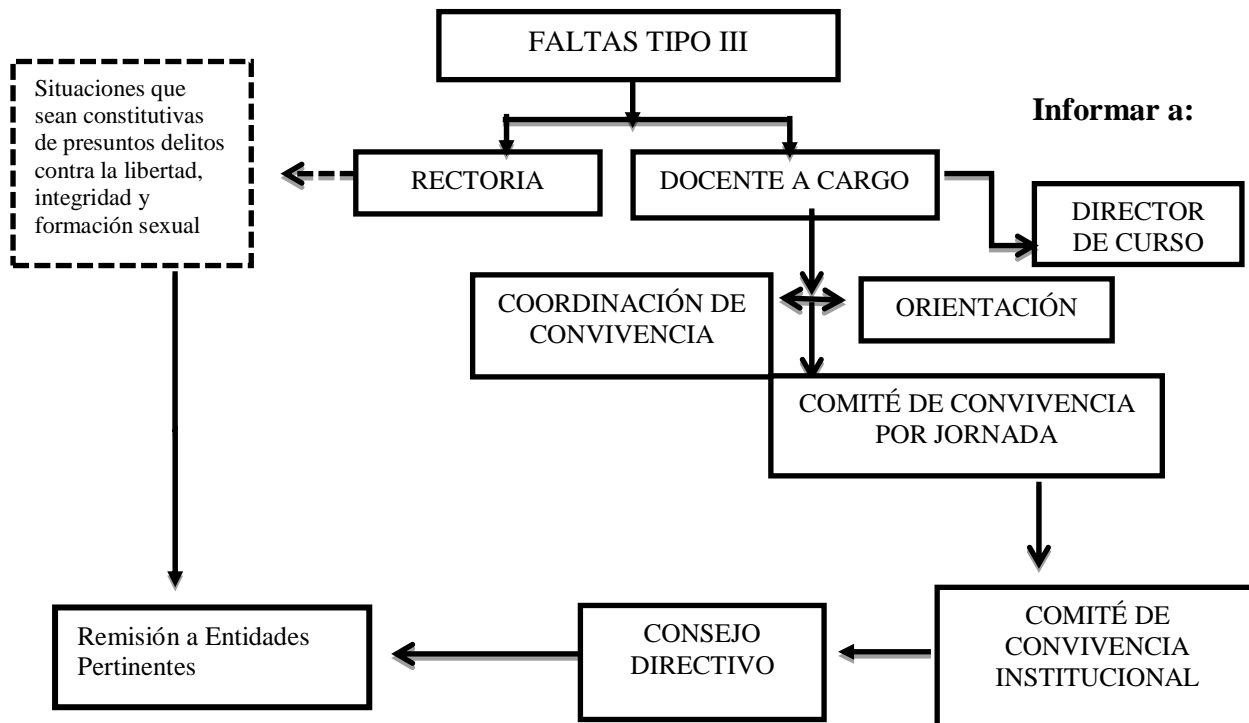 FALTAS TIPO III
Situaciones que
sean constitutivas
de presuntos delitos
contra la libertad,
integridad y
formación sexual
Informar a:
RECTORIA
DOCENTE A CARGO
DIRECTOR
DE CURSO
COORDINACIÓN DE
CONVIVENCIA
ORIENTACIÓN
COMITÉ DE CONVIVENCIA
POR JORNADA
Remisión a Entidades
Pertinentes
CONSEJO
DIRECTIVO
COMITÉ DE
CONVIVENCIA
INSTITUCIONAL